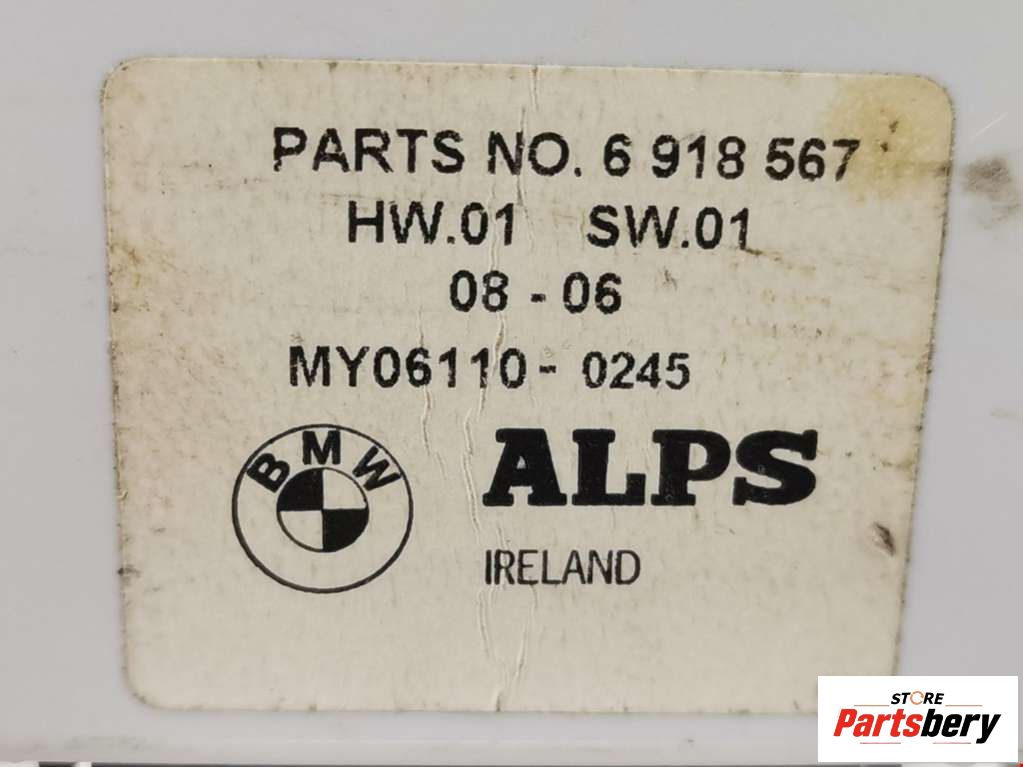 PARTS NO. 6 918 567
HW.01 SW.01
08 - 06
MY06110- 0245
BMW
ALPS
IRELAND
STORE
Partsbery